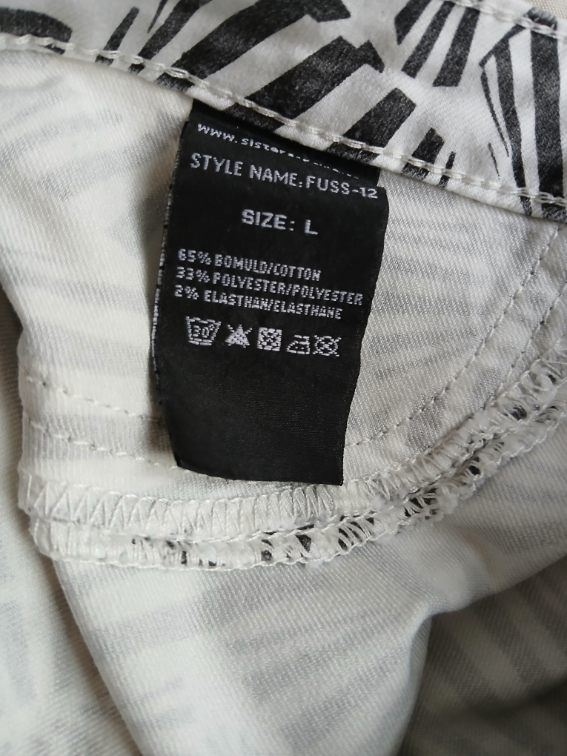 STYLE NAME: FUSS-12
SIZE: L
65% BOMULD/COTTON
33% POLYESTER/POLYESTER
2% ELASTHAN/ELASTHANE
30°